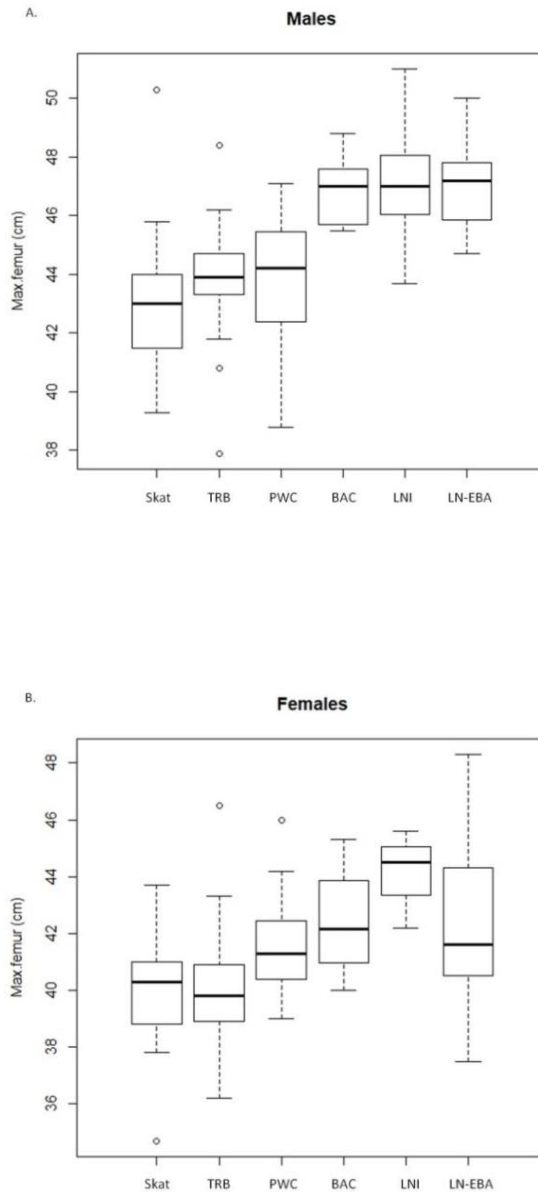 A.
Males
Max.femur (cm)
50
48
46
44
42
40
38
Skat TRB PWC BAC LNI LN-EBA
B.
Females
Max.femur (cm)
48
46
44
42
40
38
36
Skat TRB PWC BAC LNI LN-EBA